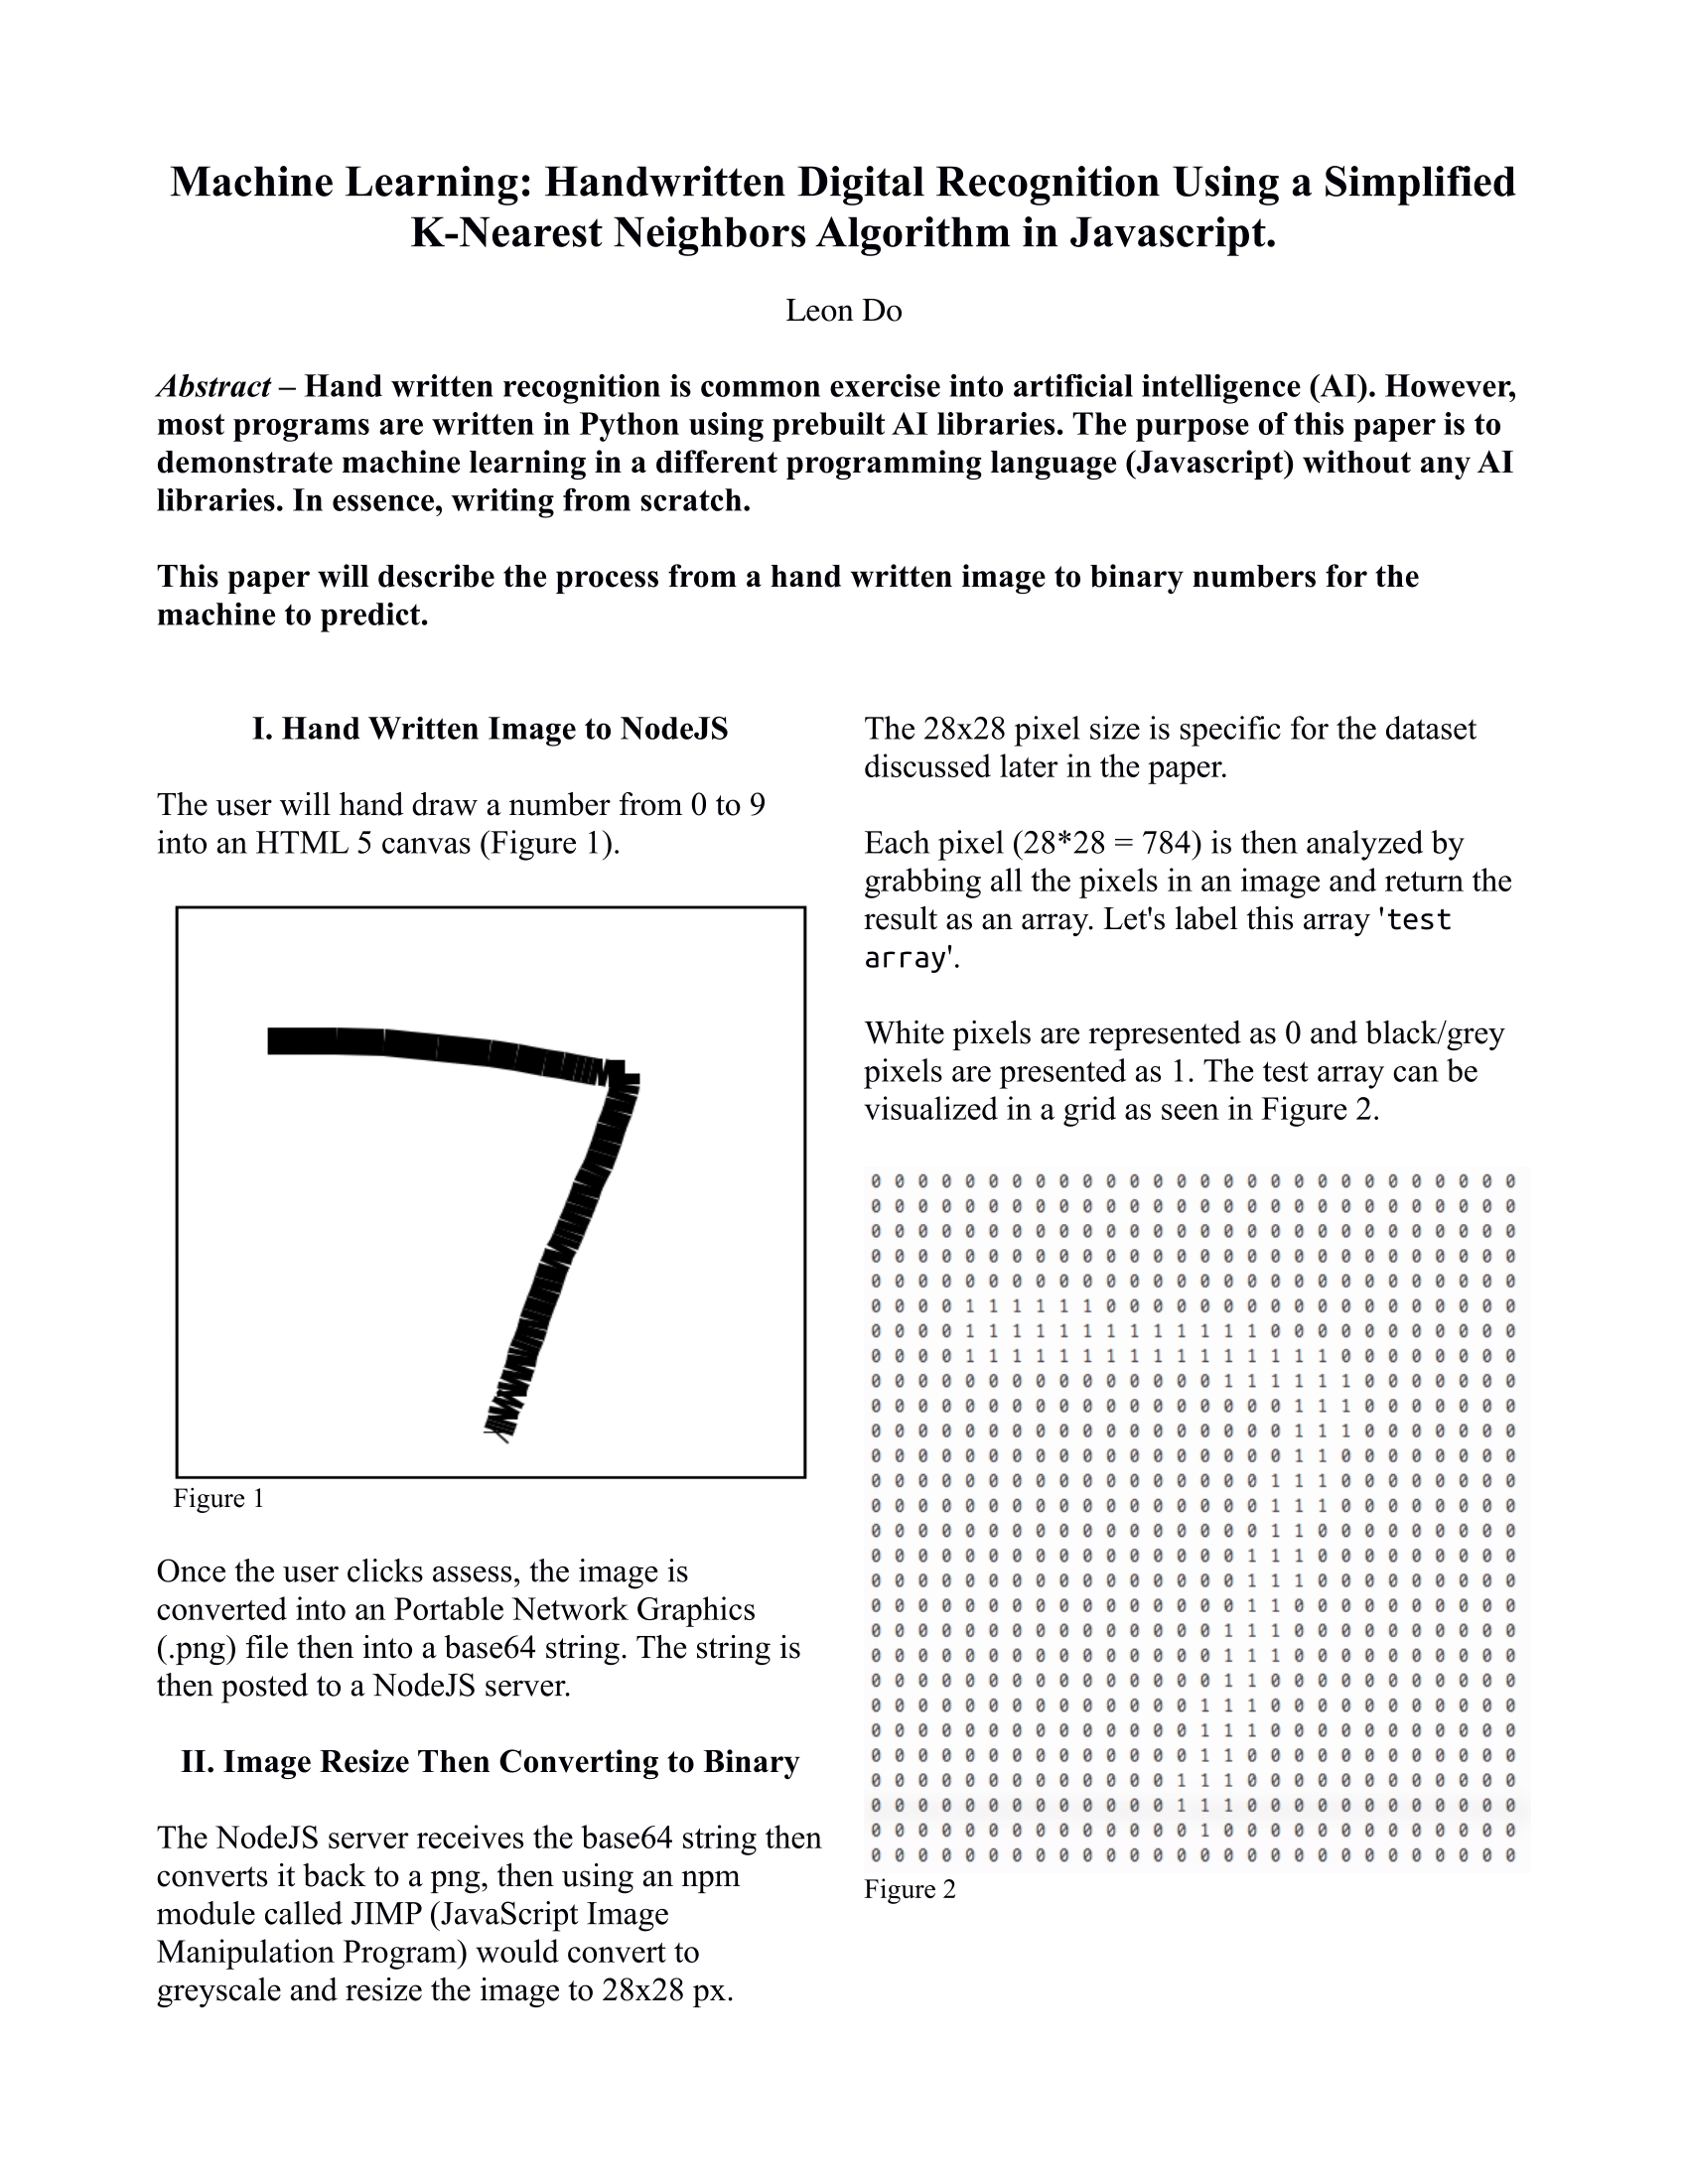 Machine Learning: Handwritten Digital Recognition Using a Simplified
K-Nearest Neighbors Algorithm in Javascript.
Leon Do
Abstract – Hand written recognition is common exercise into artificial intelligence (AI). However,
most programs are written in Python using prebuilt AI libraries. The purpose of this paper is to
demonstrate machine learning in a different programming language (Javascript) without any AI
libraries. In essence, writing from scratch.
This paper will describe the process from a hand written image to binary numbers for the
machine to predict.
I. Hand Written Image to NodeJS
The user will hand draw a number from 0 to 9
into an HTML 5 canvas (Figure 1).
7
Figure 1
Once the user clicks assess, the image is
converted into an Portable Network Graphics
(.png) file then into a base64 string. The string is
then posted to a NodeJS server.
II. Image Resize Then Converting to Binary
The NodeJS server receives the base64 string then
converts it back to a png, then using an npm
module called JIMP (JavaScript Image
Manipulation Program) would convert to
greyscale and resize the image to 28x28 px.
The 28x28 pixel size is specific for the dataset
discussed later in the paper.
Each pixel (28*28 = 784) is then analyzed by
grabbing all the pixels in an image and return the
result as an array. Let's label this array 'test
array'.
White pixels are represented as 0 and black/grey
pixels are presented as 1. The test array can be
visualized in a grid as seen in Figure 2.
0 0 0 0 0 0 0 0 0 0 0 0 0 0 0 0 0 0 0 0 0 0 0 0 0 0 0 0
0 0 0 0 0 0 0 0 0 0 0 0 0 0 0 0 0 0 0 0 0 0 0 0 0 0 0 0
0 0 0 0 0 0 0 0 0 0 0 0 0 0 0 0 0 0 0 0 0 0 0 0 0 0 0 0
0 0 0 0 0 0 0 0 0 0 0 0 0 0 0 0 0 0 0 0 0 0 0 0 0 0 0 0
0 0 0 0 0 0 0 0 0 0 0 0 0 0 0 0 0 0 0 0 0 0 0 0 0 0 0 0
0 0 0 0 1 1 1 1 1 1 0 0 0 0 0 0 0 0 0 0 0 0 0 0 0 0 0 0
0 0 0 0 1 1 1 1 1 1 1 1 1 1 1 1 1 0 0 0 0 0 0 0 0 0 0 0
0 0 0 0 1 1 1 1 1 1 1 1 1 1 1 1 1 1 1 1 0 0 0 0 0 0 0 0
0 0 0 0 0 0 0 0 0 0 0 0 0 0 0 1 1 1 1 1 1 0 0 0 0 0 0 0
0 0 0 0 0 0 0 0 0 0 0 0 0 0 0 0 0 0 1 1 1 0 0 0 0 0 0 0
0 0 0 0 0 0 0 0 0 0 0 0 0 0 0 0 0 0 1 1 1 0 0 0 0 0 0 0
0 0 0 0 0 0 0 0 0 0 0 0 0 0 0 0 0 0 1 1 0 0 0 0 0 0 0 0
0 0 0 0 0 0 0 0 0 0 0 0 0 0 0 0 0 1 1 1 0 0 0 0 0 0 0 0
0 0 0 0 0 0 0 0 0 0 0 0 0 0 0 0 0 1 1 1 0 0 0 0 0 0 0 0
0 0 0 0 0 0 0 0 0 0 0 0 0 0 0 0 0 1 1 0 0 0 0 0 0 0 0 0
0 0 0 0 0 0 0 0 0 0 0 0 0 0 0 0 1 1 1 0 0 0 0 0 0 0 0 0
0 0 0 0 0 0 0 0 0 0 0 0 0 0 0 0 1 1 1 0 0 0 0 0 0 0 0 0
0 0 0 0 0 0 0 0 0 0 0 0 0 0 0 0 1 1 0 0 0 0 0 0 0 0 0 0
0 0 0 0 0 0 0 0 0 0 0 0 0 0 0 1 1 1 0 0 0 0 0 0 0 0 0 0
0 0 0 0 0 0 0 0 0 0 0 0 0 0 0 1 1 1 0 0 0 0 0 0 0 0 0 0
0 0 0 0 0 0 0 0 0 0 0 0 0 0 0 1 1 0 0 0 0 0 0 0 0 0 0 0
0 0 0 0 0 0 0 0 0 0 0 0 0 0 1 1 1 0 0 0 0 0 0 0 0 0 0 0
0 0 0 0 0 0 0 0 0 0 0 0 0 0 1 1 1 0 0 0 0 0 0 0 0 0 0 0
0 0 0 0 0 0 0 0 0 0 0 0 0 0 1 1 0 0 0 0 0 0 0 0 0 0 0 0
0 0 0 0 0 0 0 0 0 0 0 0 0 1 1 1 0 0 0 0 0 0 0 0 0 0 0 0
0 0 0 0 0 0 0 0 0 0 0 0 0 1 1 1 0 0 0 0 0 0 0 0 0 0 0 0
0 0 0 0 0 0 0 0 0 0 0 0 0 0 1 0 0 0 0 0 0 0 0 0 0 0 0 0
0 0 0 0 0 0 0 0 0 0 0 0 0 0 0 0 0 0 0 0 0 0 0 0 0 0 0 0
Figure 2